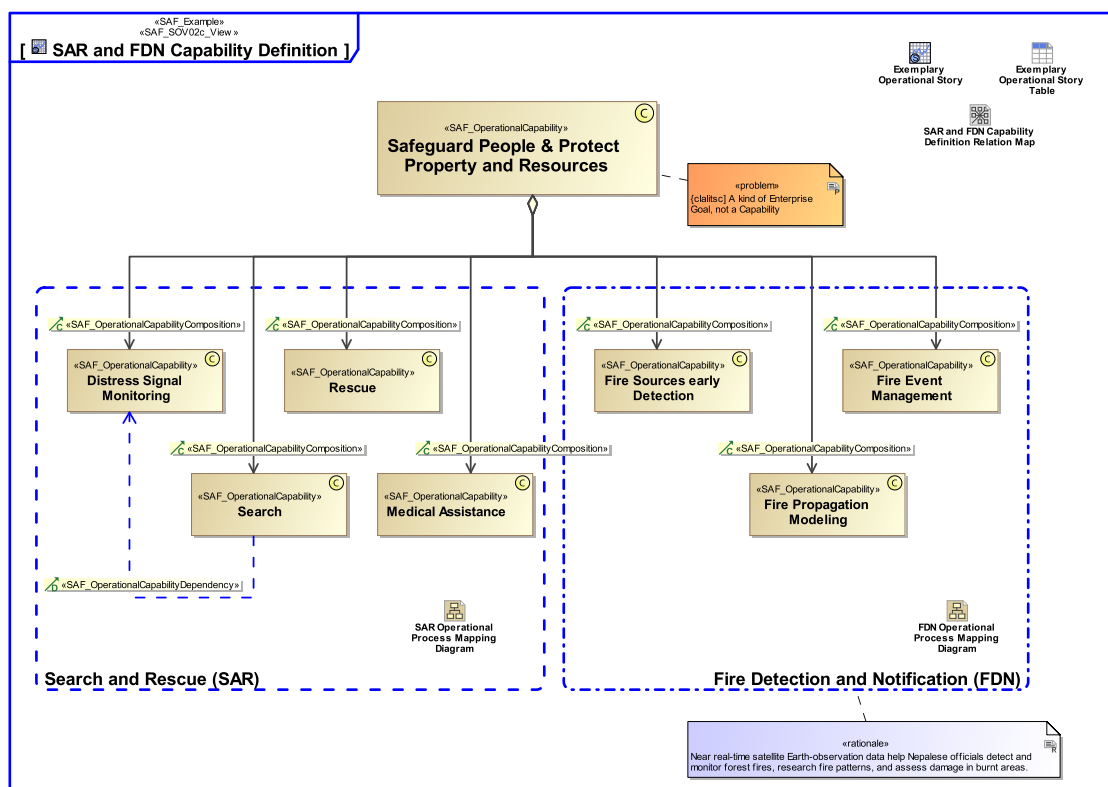 «SAF_Example»
«SAF_SOV02c_View »
[ SAR and FDN Capability Definition ]
Exemplary
Operational Story
Exemplary
Operational Story
Table
SAR and FDN Capability
Definition Relation Map
C
«SAF_OperationalCapability»
Safeguard People & Protect
Property and Resources
«problem»
P
{clalitsc] A kind of Enterprise
Goal, not a Capability
C «SAF_OperationalCapabilityComposition»
C «SAF_OperationalCapabilityComposition»
C «SAF_OperationalCapabilityComposition»
C «SAF_OperationalCapabilityComposition»
C
«SAF_OperationalCapability»
Distress Signal
Monitoring
C
«SAF_OperationalCapability»
Rescue
C
«SAF_OperationalCapability»
Fire Sources early
Detection
C
«SAF_OperationalCapability»
Fire Event
Management
C «SAF_OperationalCapabilityComposition»
C «SAF_OperationalCapabilityComposition»
C «SAF_OperationalCapabilityComposition»
C
«SAF_OperationalCapability»
Search
C
«SAF_OperationalCapability»
Medical Assistance
C
«SAF_OperationalCapability»
Fire Propagation
Modeling
D «SAF_OperationalCapabilityDependency»
SAR Operational
Process Mapping
Diagram
FDN Operational
Process Mapping
Diagram
Search and Rescue (SAR)
Fire Detection and Notification (FDN)
«rationale»
R
Near real-time satellite Earth-observation data help Nepalese officials detect and
monitor forest fires, research fire patterns, and assess damage in burnt areas.